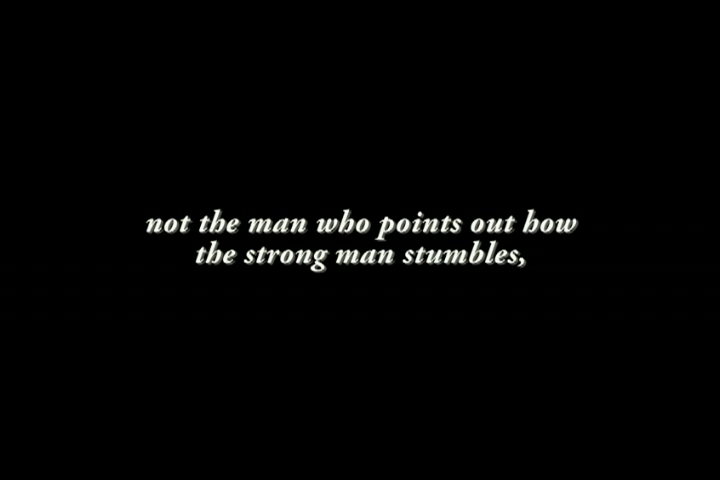 not the man who points out how
the strong man stumbles,